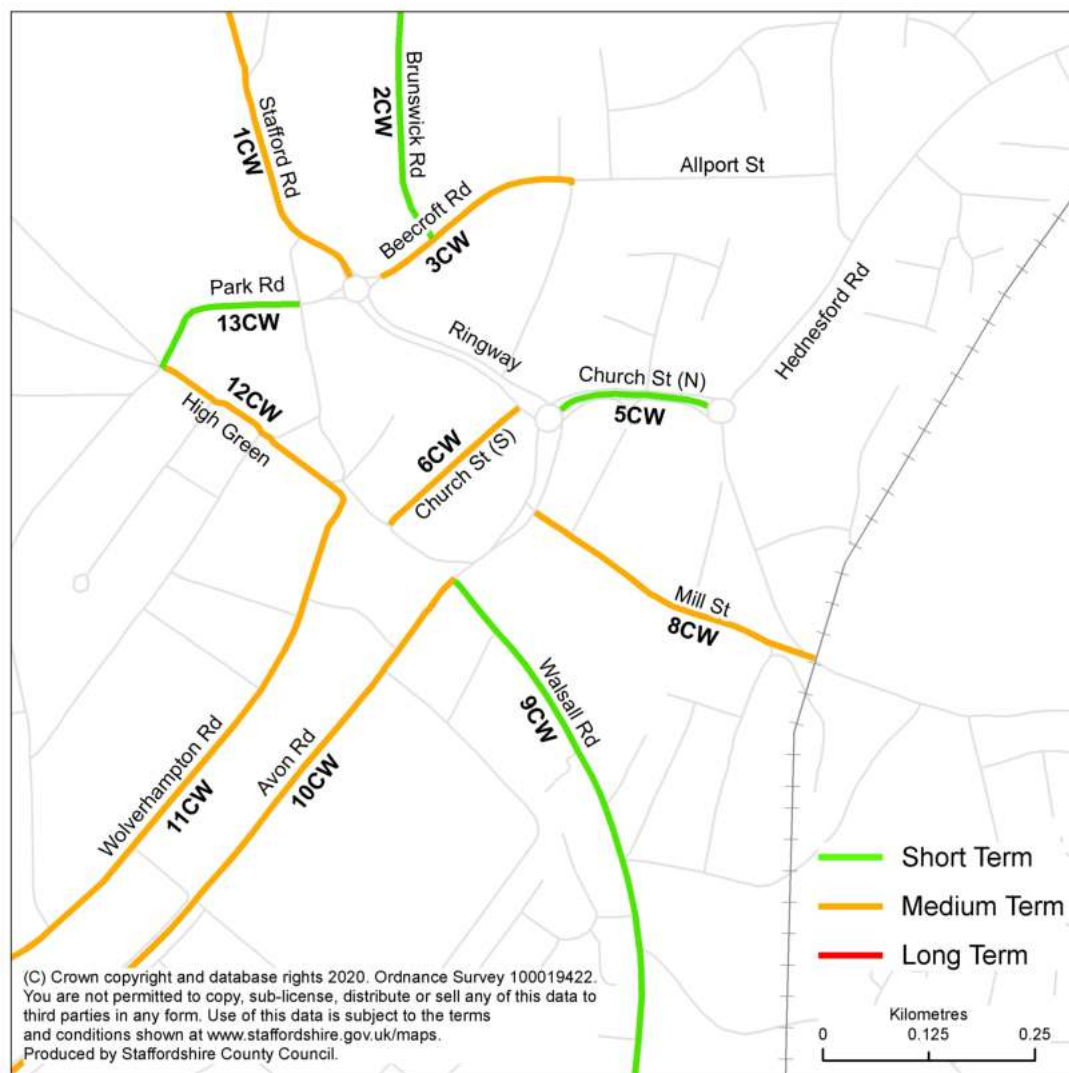 Stafford Rd
1CW
Brunswick Rd
2CW
Beecroft Rd
3CW
Allport St
Park Rd
13CW
Ringway
Hednesford Rd
Church St (N)
5CW
12CW
High Green
6CW
Church St (S)
Mill St
8CW
Walsall Rd
9CW
Wolverhampton Rd
11CW
Avon Rd
10CW
Short Term
Medium Term
Long Term
(C) Crown copyright and database rights 2020. Ordnance Survey 100019422.
You are not permitted to copy, sub-license, distribute or sell any of this data to
third parties in any form. Use of this data is subject to the terms
and conditions shown at www.staffordshire.gov.uk/maps.
Produced by Staffordshire County Council.
Kilometres
0 0.125 0.25